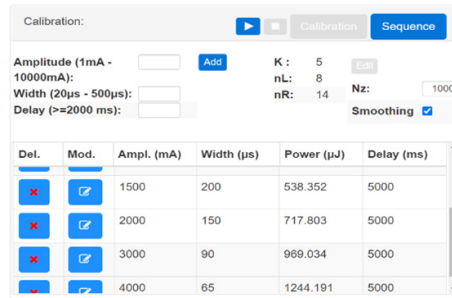 Calibration:
Calibration
Sequence
Amplitude (1mA -
10000mA):
Add
Width (20µs - 500µs):
Delay (>=2000 ms):
K : 5
nL: 8
nR: 14
Edit
Nz: 1000
Smoothing
Del. Mod. Ampl. (mA) Width (µs) Power (µJ) Delay (ms)
1500 200 538.352 5000
2000 150 717.803 5000
3000 90 969.034 5000
4000 65 1244.191 5000